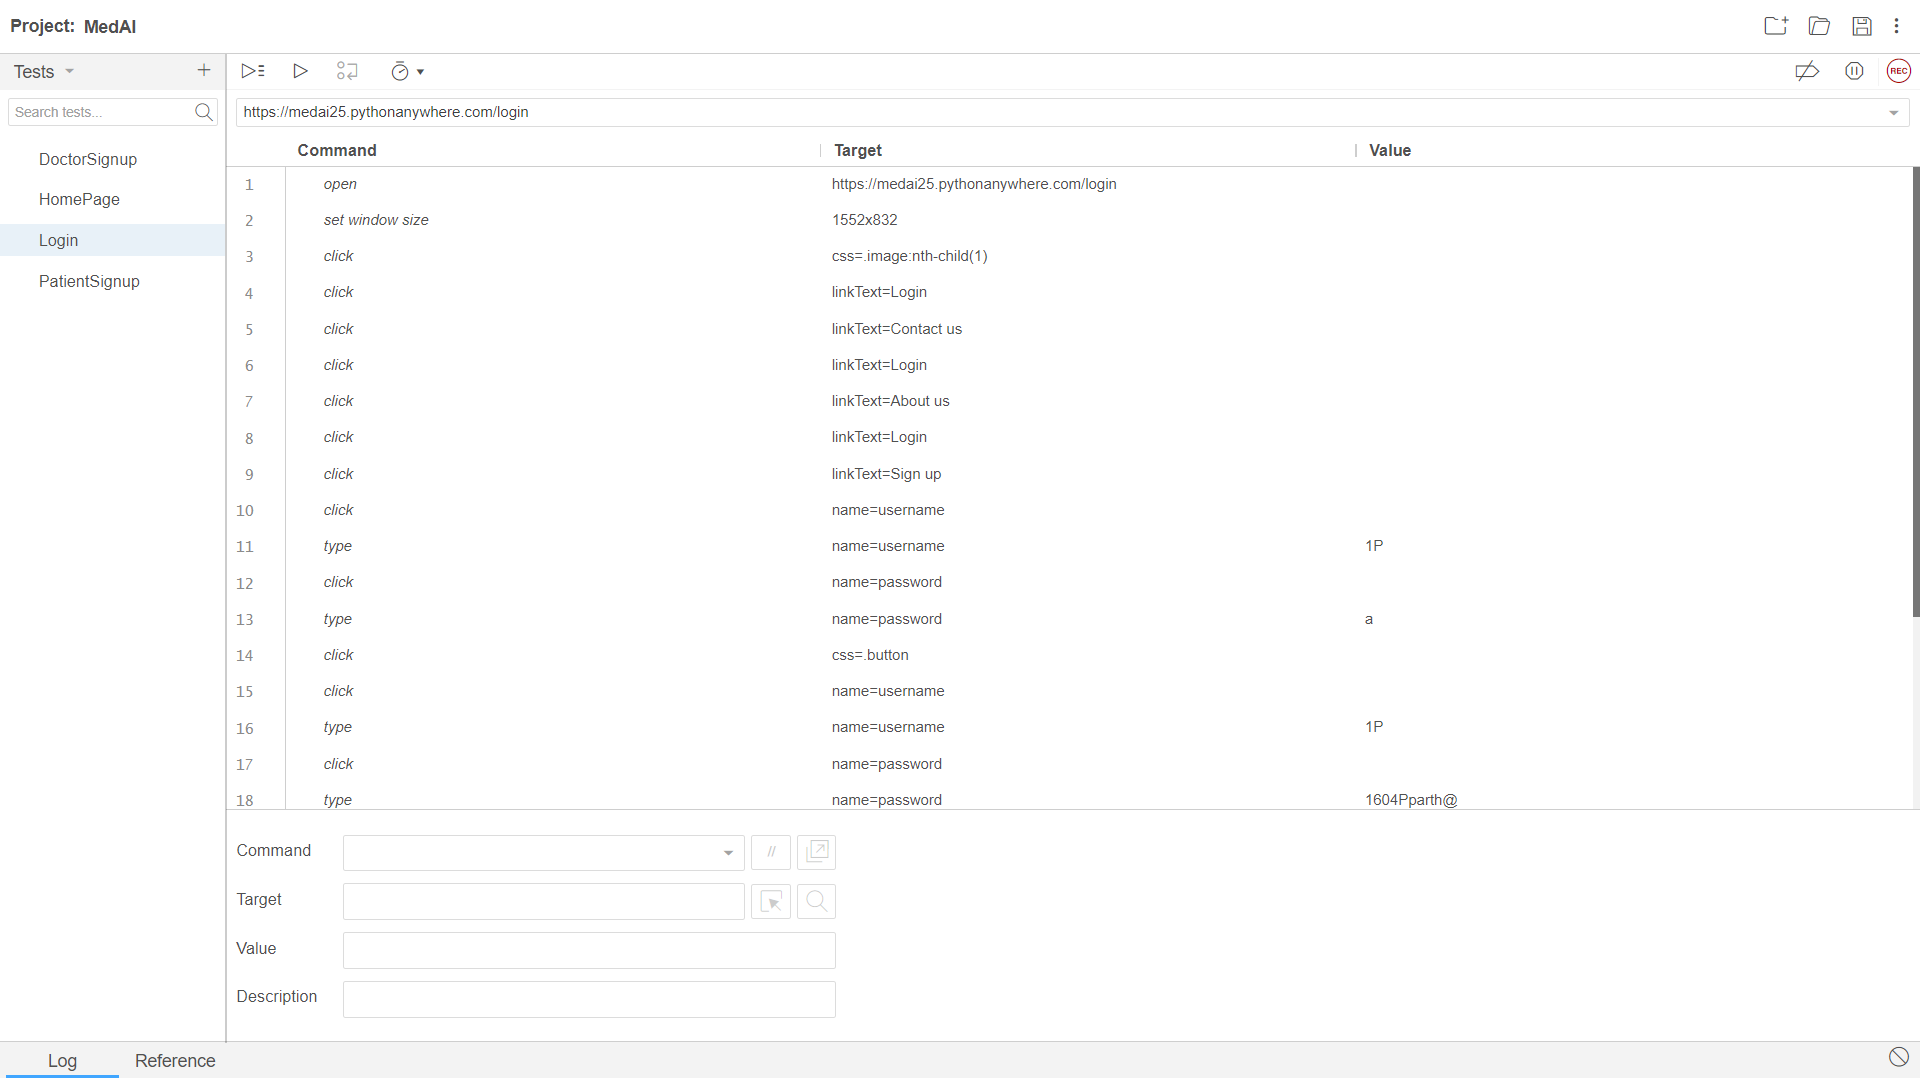 Project: MedAI
Tests
Search tests...
DoctorSignup
HomePage
Login
PatientSignup
REC
https://medai25.pythonanywhere.com/login
Command Target Value
1 open https://medai25.pythonanywhere.com/login
2 set window size 1552x832
3 click css=.image:nth-child(1)
4 click linkText=Login
5 click linkText=Contact us
6 click linkText=Login
7 click linkText=About us
8 click linkText=Login
9 click linkText=Sign up
10 click name=username
11 type name=username 1P
12 click name=password
13 type name=password a
14 click css=.button
15 click name=username
16 type name=username 1P
17 click name=password
18 type name=password 1604Pparth@
Command //
Target
Value
Description
Log Reference